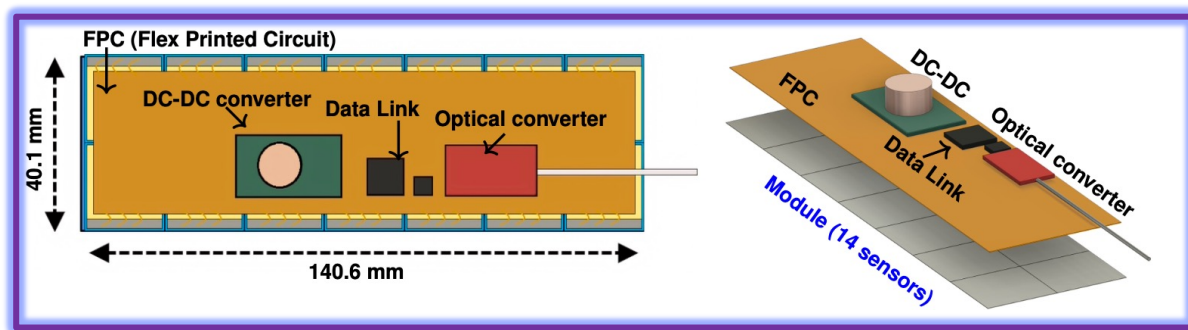 FPC (Flex Printed Circuit)
DC-DC converter
Data Link
Optical converter
40.1 mm
140.6 mm
DC-DC
FPC
Optical converter
Data Link
Module (14 sensors)